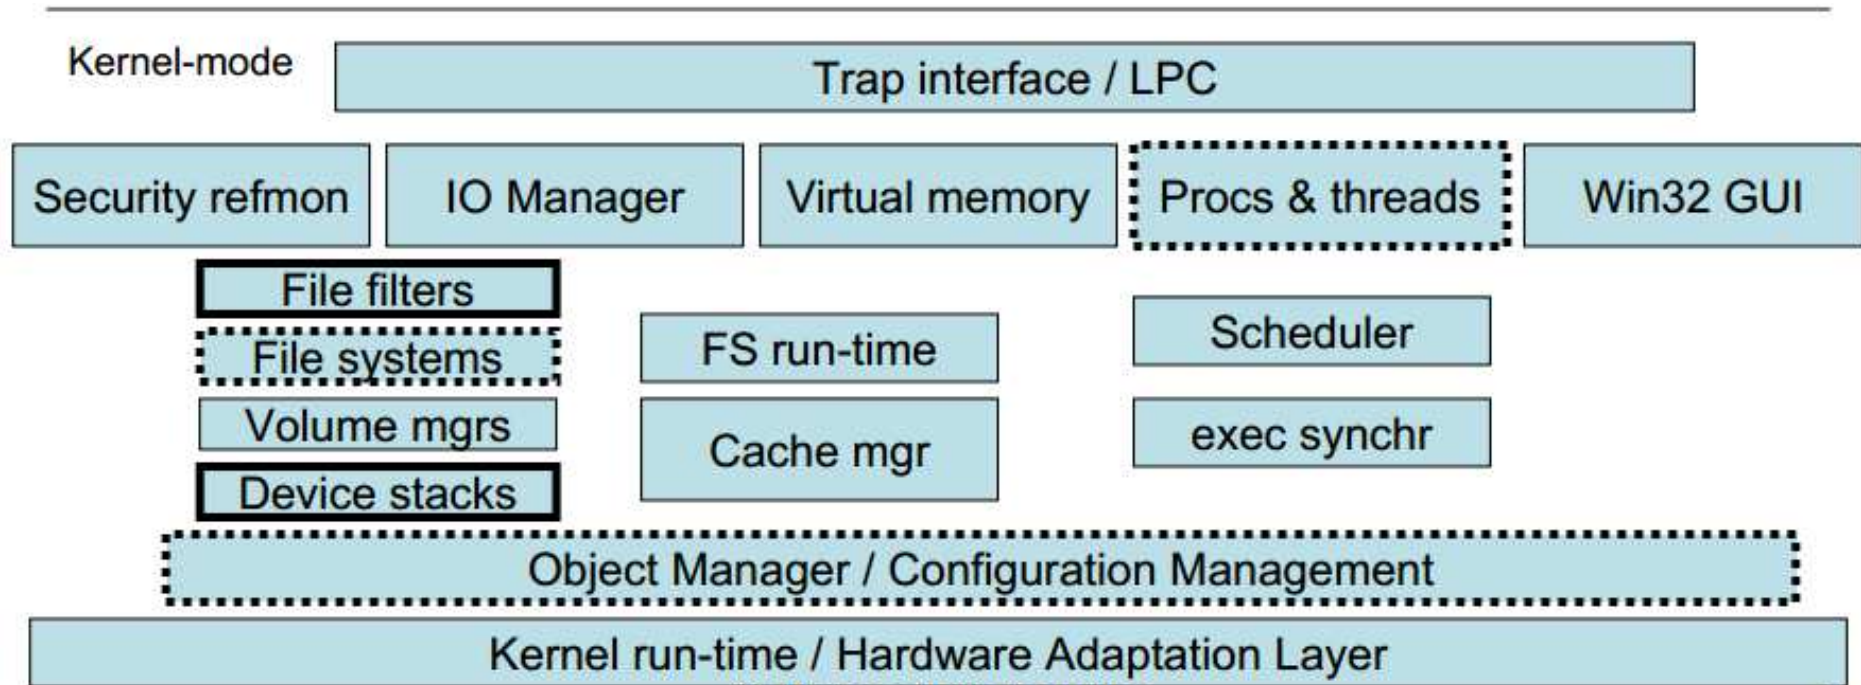 Kernel-mode
Trap interface / LPC
Security refmon
IO Manager
Virtual memory
Procs & threads
Win32 GUI
File filters
File systems
Volume mgrs
Device stacks
FS run-time
Cache mgr
Scheduler
exec synchr
Object Manager / Configuration Management
Kernel run-time / Hardware Adaptation Layer